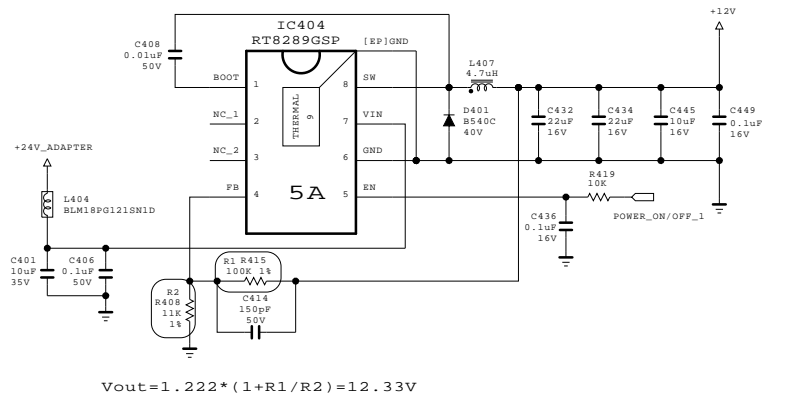 IC404
RT8289GSP
[EP]GND
+12V
C408
0.01uF
50V
BOOT
1
NC_1
2
NC_2
3
FB
4
THERMAL
9
5A
8
SW
7
VIN
6
GND
5
EN
L407
4.7uH
D401
B540C
40V
C432
22uF
16V
C434
22uF
16V
C445
10uF
16V
C449
0.1uF
16V
R419
10K
POWER_ON/OFF_1
C436
0.1uF
16V
+24V_ADAPTER
L404
BLM18PG121SN1D
C401
10uF
35V
C406
0.1uF
50V
R1 R415
100K 1%
C414
150pF
50V
R2
R408
11K
1%
Vout=1.222*(1+R1/R2)=12.33V